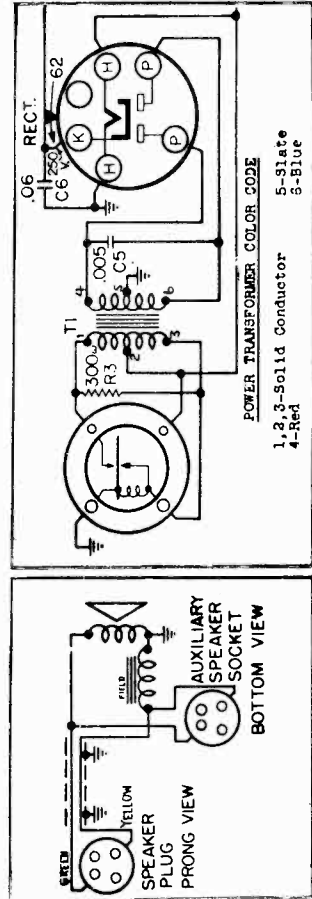 .06
C6
RECT.
62
250
V.
K
H
H
P
P
4
5
6
.005
C5
T1
1
2
3
300ω
R3
POWER TRANSFORMER COLOR CODE
1,2,3-Solid Conductor
4-Red
5-Slate
6-Blue
GREEN
YELLOW
FIELD
SPEAKER
PLUG
PRONG VIEW
AUXILIARY
SPEAKER
SOCKET
BOTTOM VIEW